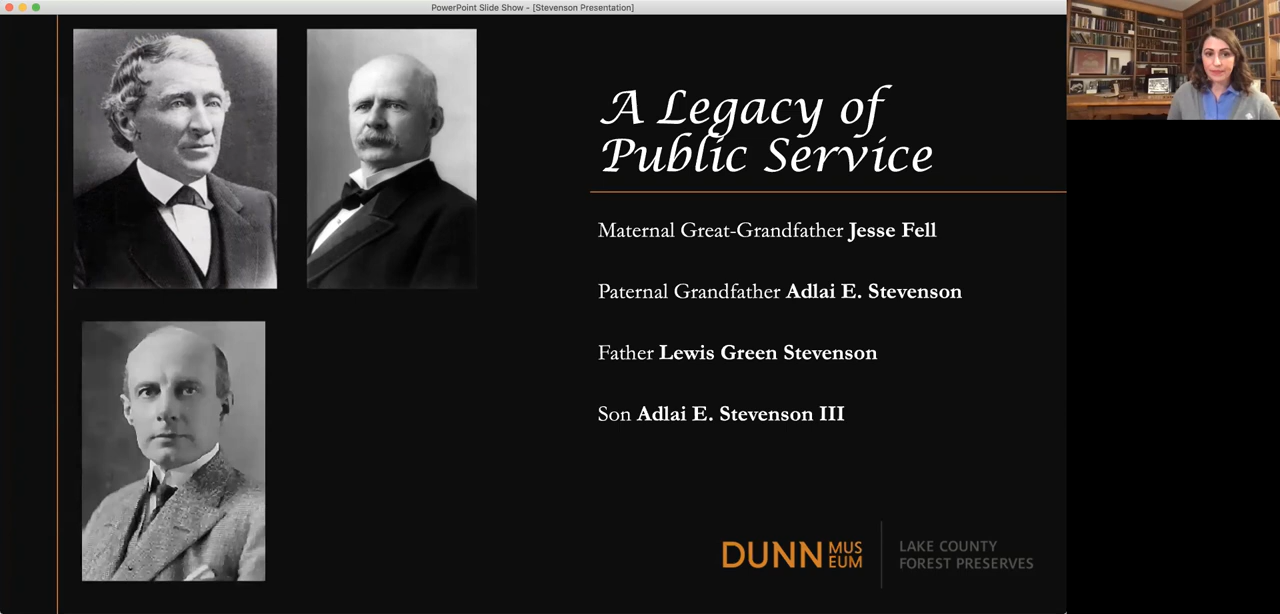 PowerPoint Slide Show - [Stevenson Presentation]
A Legacy of
Public Service
Maternal Great-Grandfather Jesse Fell
Paternal Grandfather Adlai E. Stevenson
Father Lewis Green Stevenson
Son Adlai E. Stevenson III
DUNN MUS
EUM
LAKE COUNTY
FOREST PRESERVES